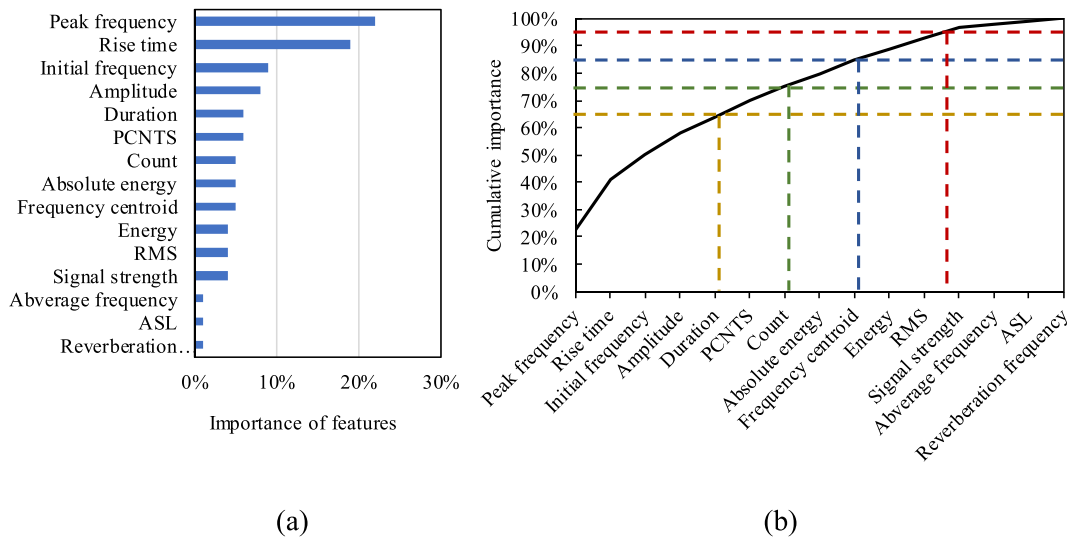 Peak frequency
Rise time
Initial frequency
Amplitude
Duration
PCNTS
Count
Absolute energy
Frequency centroid
Energy
RMS
Signal strength
Abverage frequency
ASL
Reverberation..
0%
10%
20%
30%
Importance of features
(a)
100%
90%
80%
70%
60%
50%
40%
30%
20%
10%
0%
Cumulative importance
Peak frequency
Rise time
Initial frequency
Amplitude
Duration
PCNTS
Count
Absolute energy
Frequency centroid
Energy
RMS
Signal strength
Abverage frequency
ASL
Reverberation frequency
(b)